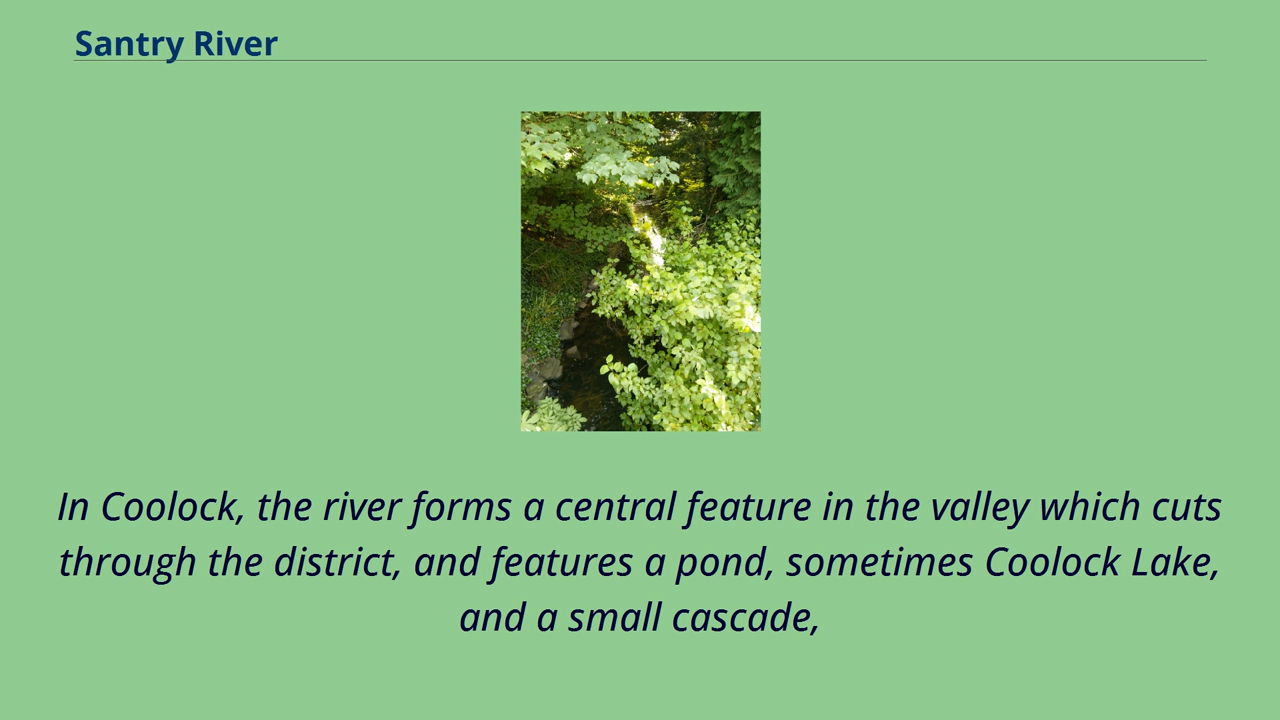 Santry River
In Coolock, the river forms a central feature in the valley which cuts
through the district, and features a pond, sometimes Coolock Lake,
and a small cascade,